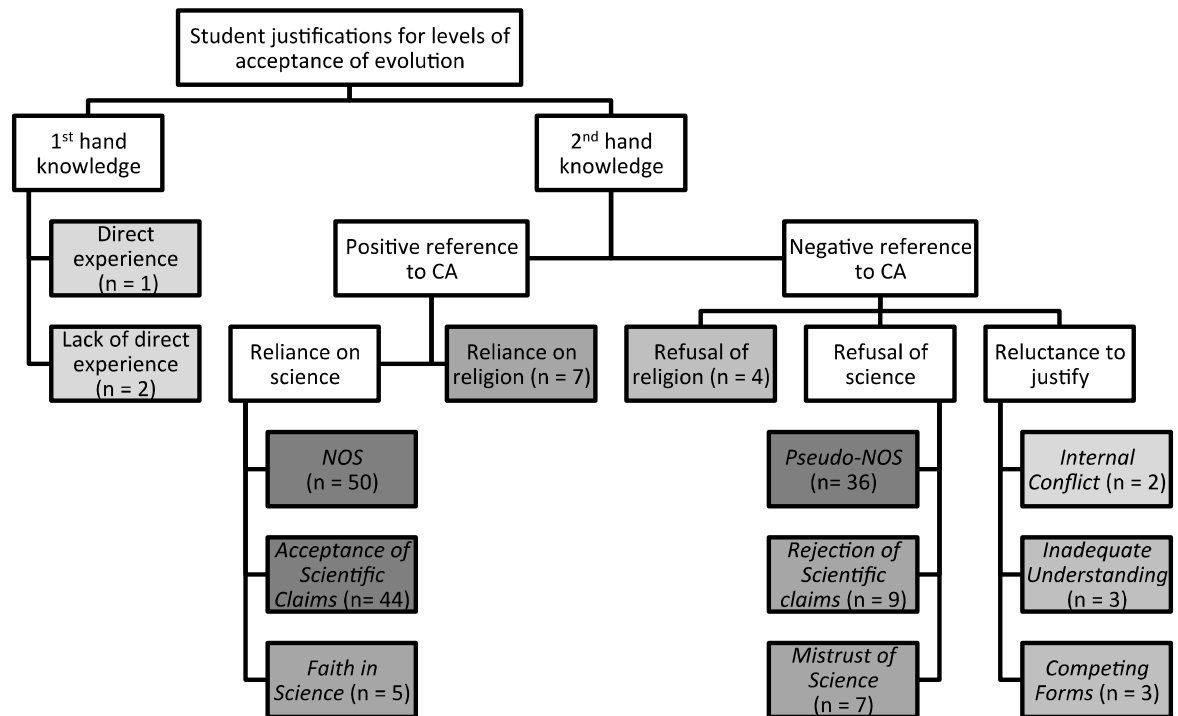 Student justifications for levels of
acceptance of evolution
1st hand
knowledge
2nd hand
knowledge
Direct
experience
(n = 1)
Lack of direct
experience
(n = 2)
Positive reference
to CA
Negative reference
to CA
Reliance on
science
Reliance on
religion (n = 7)
Refusal of
religion (n = 4)
Refusal of
science
Reluctance to
justify
NOS
(n = 50)
Acceptance of
Scientific
Claims (n= 44)
Faith in
Science (n = 5)
Pseudo-NOS
(n= 36)
Rejection of
Scientific
claims (n = 9)
Mistrust of
Science
(n = 7)
Internal
Conflict (n = 2)
Inadequate
Understanding
(n = 3)
Competing
Forms (n = 3)